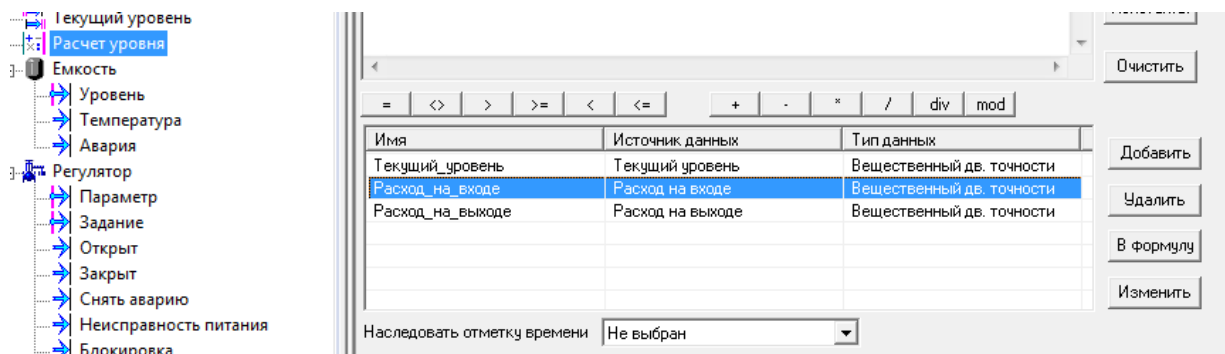 Текущий уровень
Расчет уровня
Емкость
Уровень
Температура
Авария
Регулятор
Параметр
Задание
Открыт
Закрыт
Снять аварию
Неисправность питания
Блокировка
Очистить
= <> > >= < <= + - * / div mod
Имя Источник данных Тип данных
Текущий_уровень Текущий уровень Вещественный дв. точности
Расход_на_входе Расход на входе Вещественный дв. точности
Расход_на_выходе Расход на выходе Вещественный дв. точности
Добавить
Удалить
В формулу
Изменить
Наследовать отметку времени Не выбран